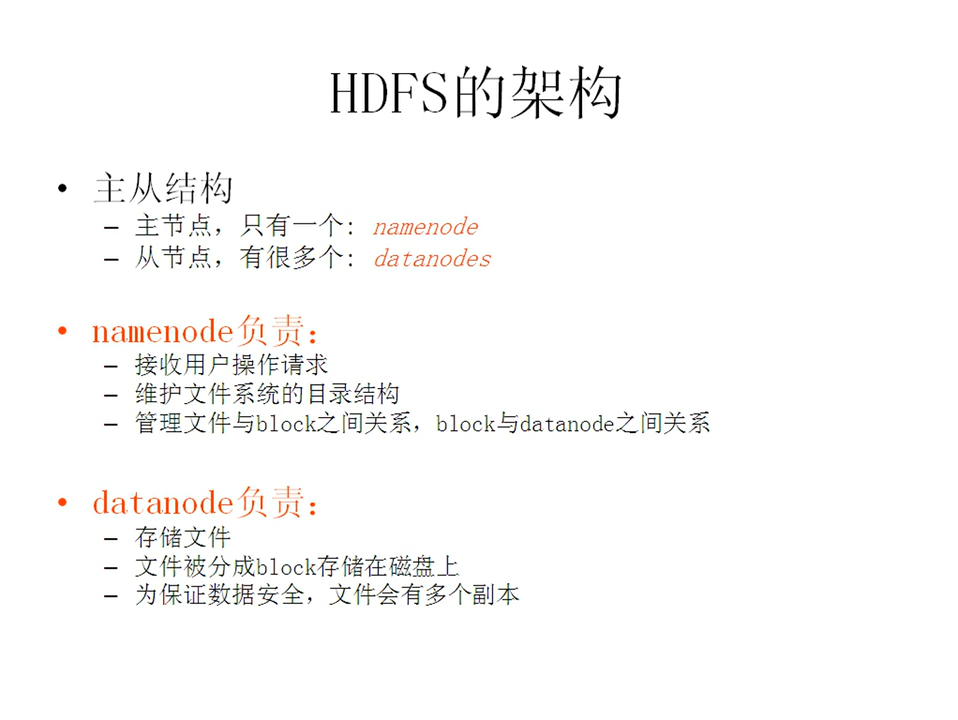 HDFS的架构
• 主从结构
– 主节点，只有一个: namenode
– 从节点，有很多个: datanodes
• namenode负责：
– 接收用户操作请求
– 维护文件系统的目录结构
– 管理文件与block之间关系，block与datanode之间关系
• datanode负责：
– 存储文件
– 文件被分成block存储在磁盘上
– 为保证数据安全，文件会有多个副本